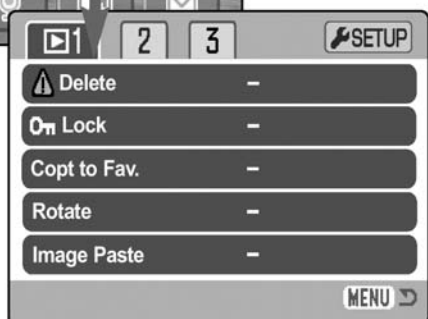 1 2 3 SETUP
Delete –
Lock –
Copt to Fav. –
Rotate –
Image Paste –
MENU